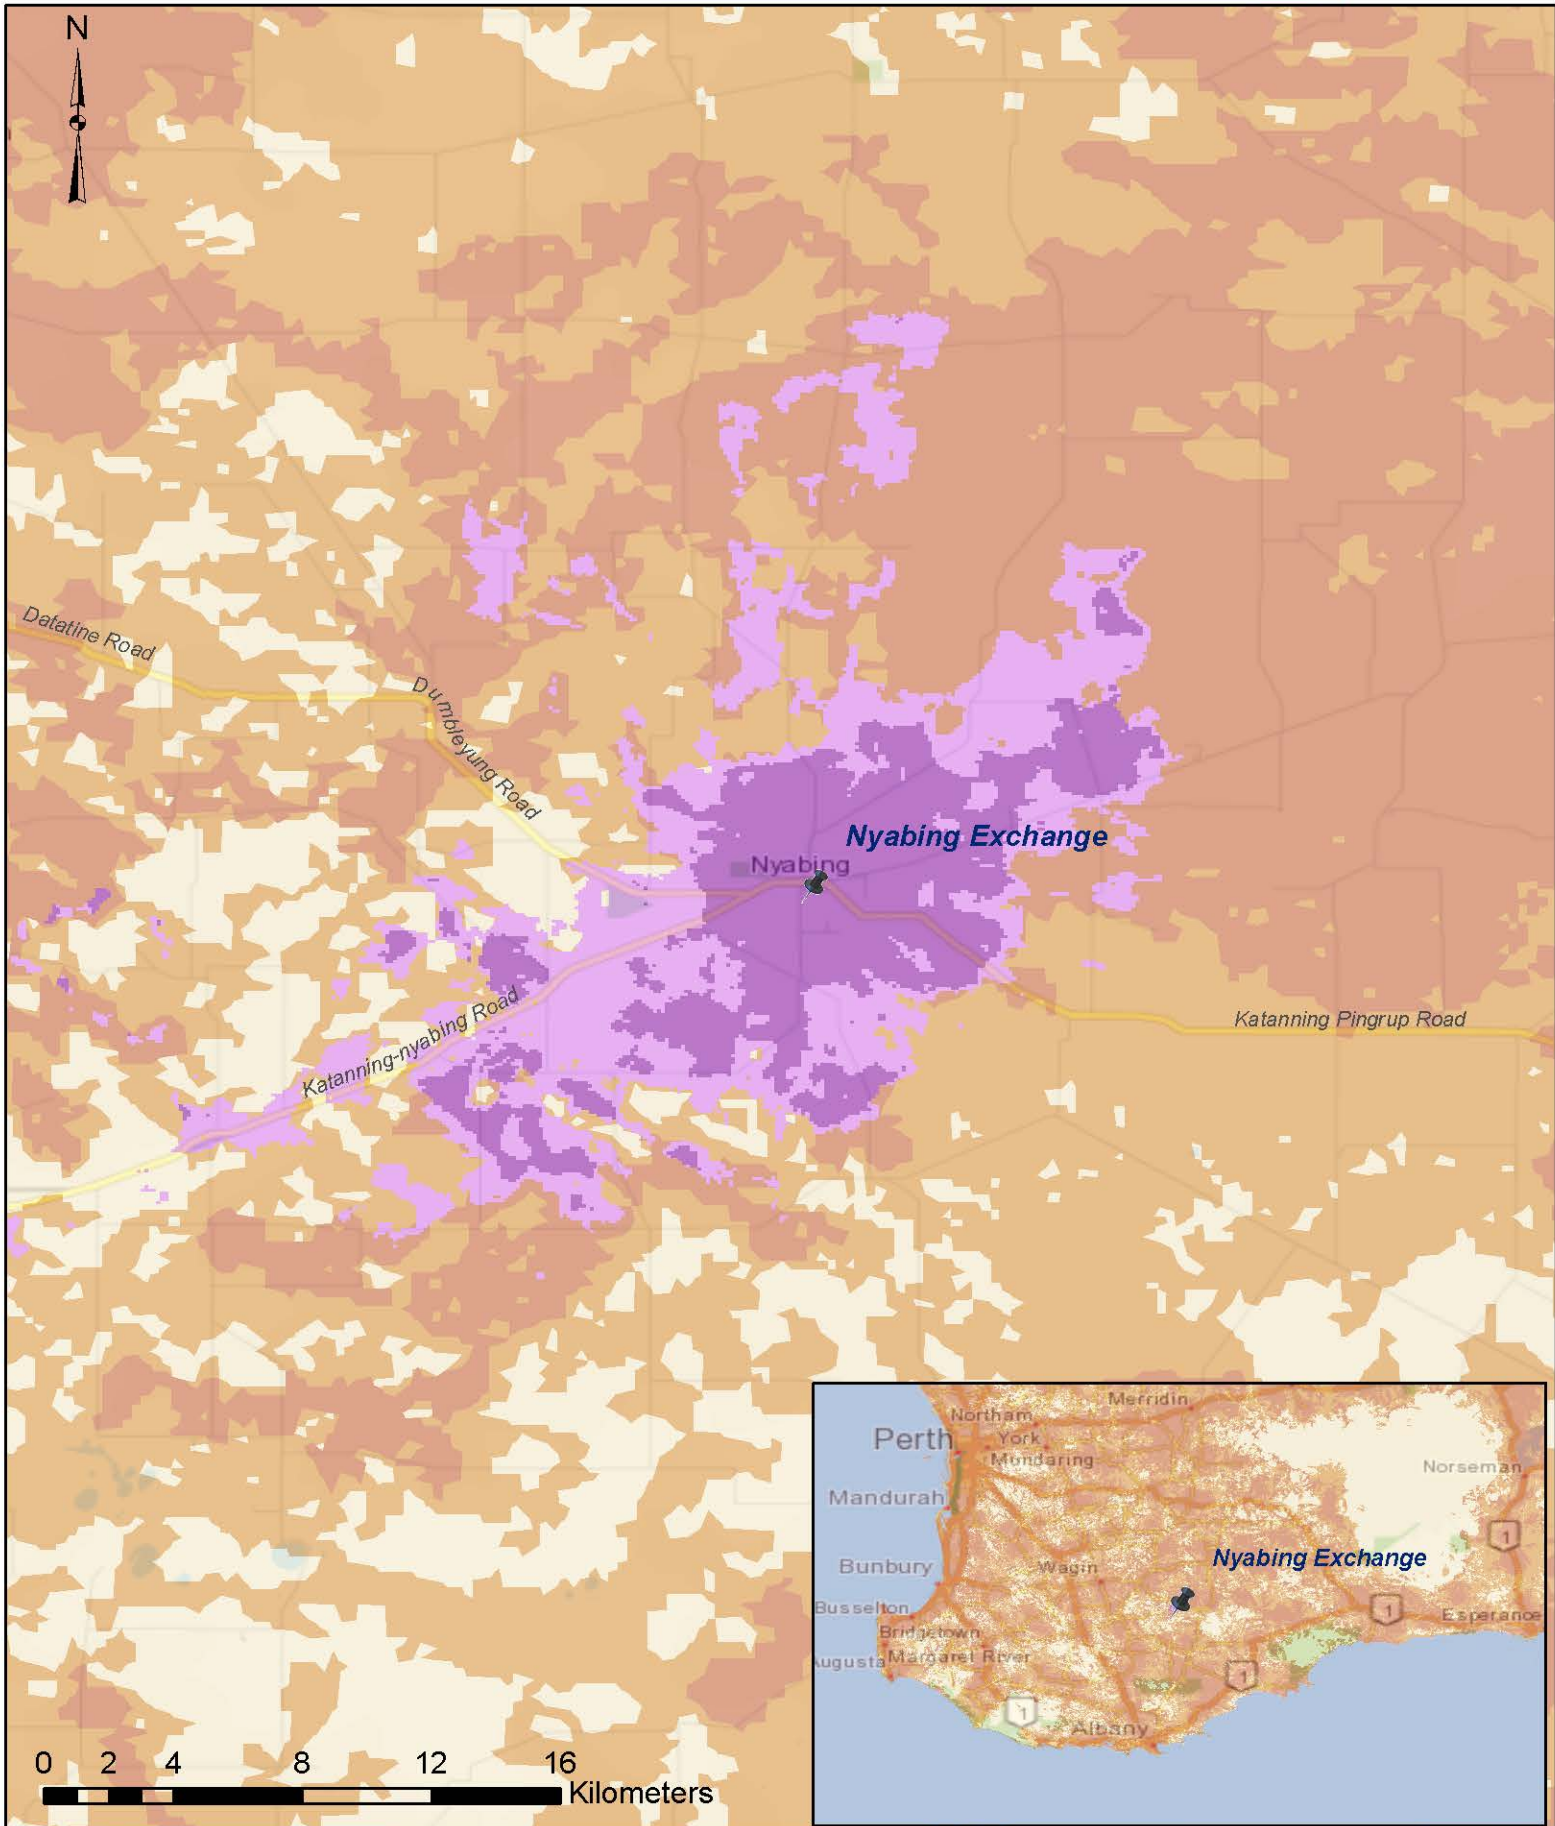 N
Datatine Road
Dumbleyung Road
Nyabing Exchange
Nyabing
Katanning-nyabing Road
Katanning Pingrup Road
0 2 4 8 12 16
Kilometers
Merridin
Northam
Perth
York
Mundaring
Norseman
Mandurah
1
Nyabing Exchange
Bunbury
Wagin
Busselton
1
Esperance
Bridgetown
Augusta
Margaret River
1
1
Albany